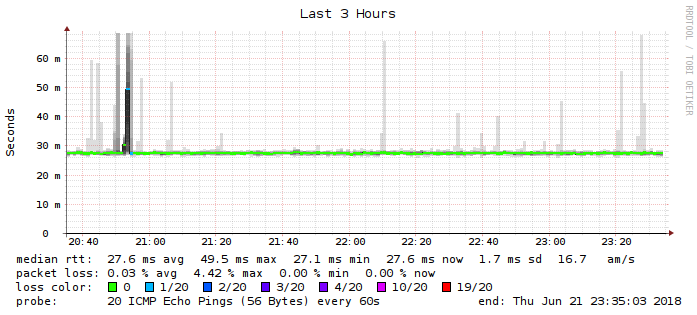 Last 3 Hours
RRDTOOL / TOBI OETIKER
Seconds
60 m
50 m
40 m
30 m
20 m
10 m
0
20:40 21:00 21:20 21:40 22:00 22:20 22:40 23:00 23:20
median rtt: 27.6 ms avg 49.5 ms max 27.1 ms min 27.6 ms now 1.7 ms sd 16.7 am/s
packet loss: 0.03 % avg 4.42 % max 0.00 % min 0.00 % now
loss color: 0 1/20 2/20 3/20 4/20 10/20 19/20
probe: 20 ICMP Echo Pings (56 Bytes) every 60s end: Thu Jun 21 23:35:03 2018